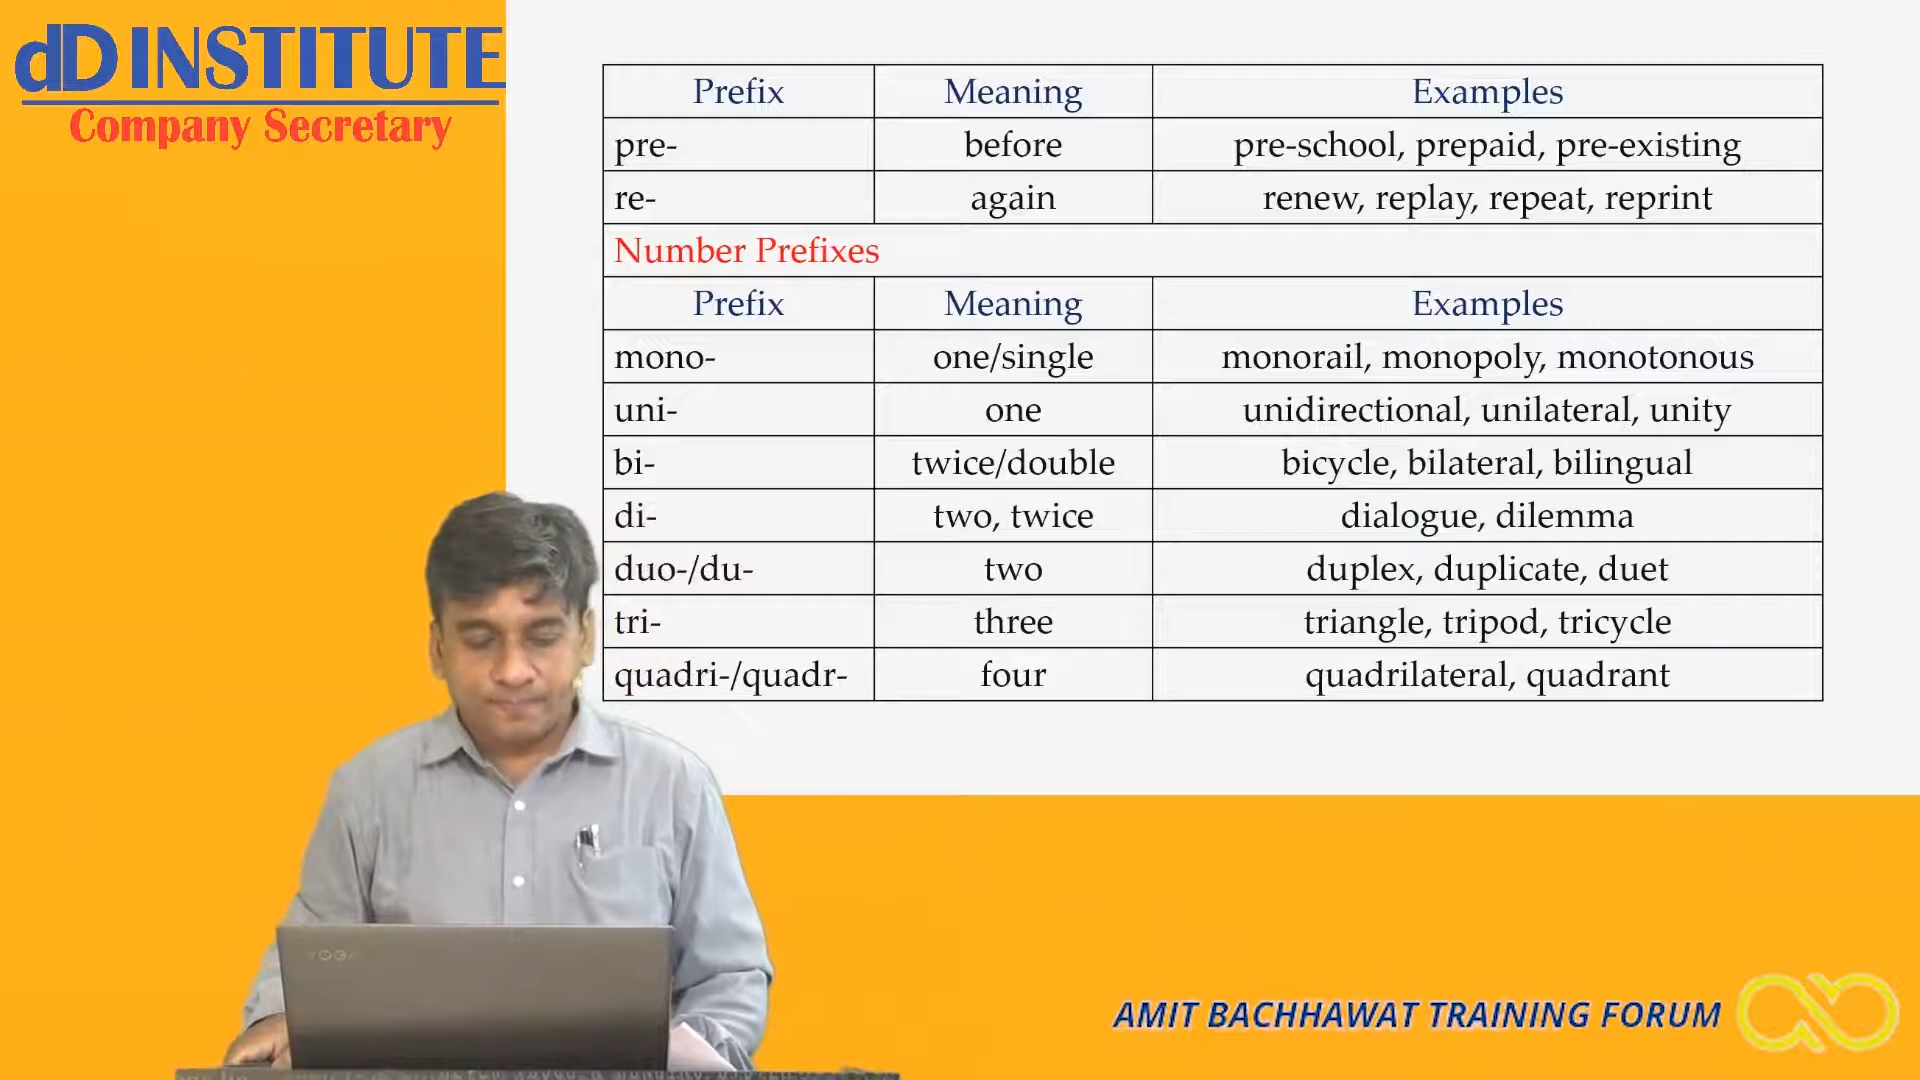 dD INSTITUTE
Company Secretary
Prefix Meaning Examples
pre- before pre-school, prepaid, pre-existing
re- again renew, replay, repeat, reprint
Number Prefixes
Prefix Meaning Examples
mono- one/single monorail, monopoly, monotonous
uni- one unidirectional, unilateral, unity
bi- twice/double bicycle, bilateral, bilingual
di- two, twice dialogue, dilemma
duo-/du- two duplex, duplicate, duet
tri- three triangle, tripod, tricycle
quadri-/quadr- four quadrilateral, quadrant
YOGA
AMIT BACHHAWAT TRAINING FORUM